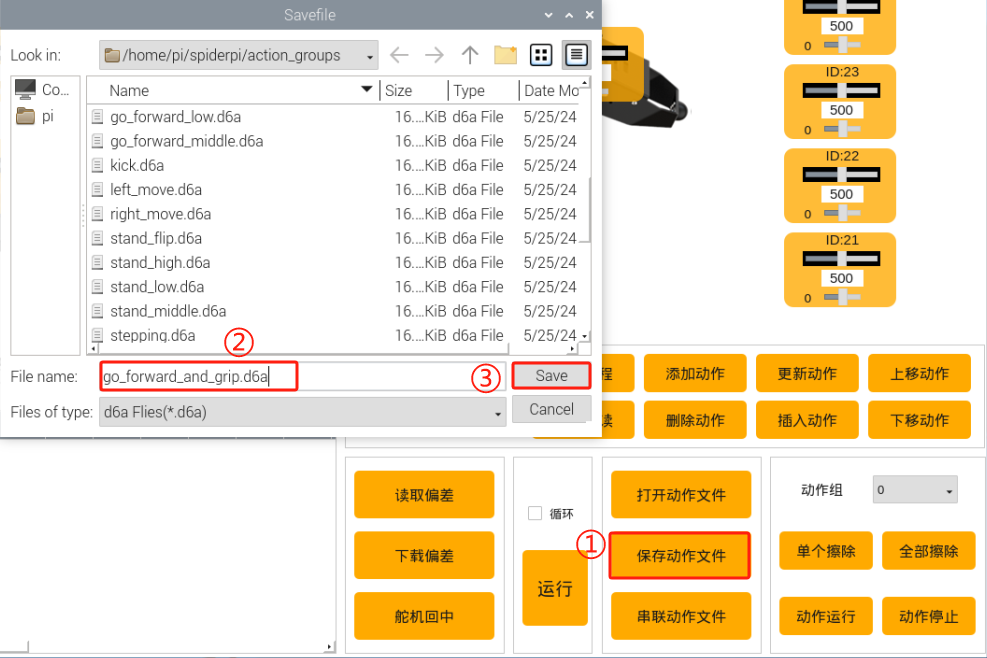 Savefile
Look in:
/home/pi/spiderpi/action_groups
Co...
pi
Name Size Type Date Mo
go_forward_low.d6a 16....KiB d6a File 5/25/24
go_forward_middle.d6a 16....KiB d6a File 5/25/24
kick.d6a 16....KiB d6a File 5/25/24
left_move.d6a 16....KiB d6a File 5/25/24
right_move.d6a 16....KiB d6a File 5/25/24
stand_flip.d6a 16....KiB d6a File 5/25/24
stand_high.d6a 16....KiB d6a File 5/25/24
stand_low.d6a 16....KiB d6a File 5/25/24
stand_middle.d6a 16....KiB d6a File 5/25/24
stepping.d6a 16....KiB d6a File 5/25/24
②
File name: go_forward_and_grip.d6a
③
Save
Files of type: d6a Flies(*.d6a)
Cancel
500
0
ID:23
500
0
ID:22
500
0
ID:21
500
0
程 添加动作 更新动作 上移动作
读 删除动作 插入动作 下移动作
读取偏差
下载偏差
舵机回中
循环
运行
打开动作文件
①
保存动作文件
串联动作文件
动作组 0
单个擦除 全部擦除
动作运行 动作停止